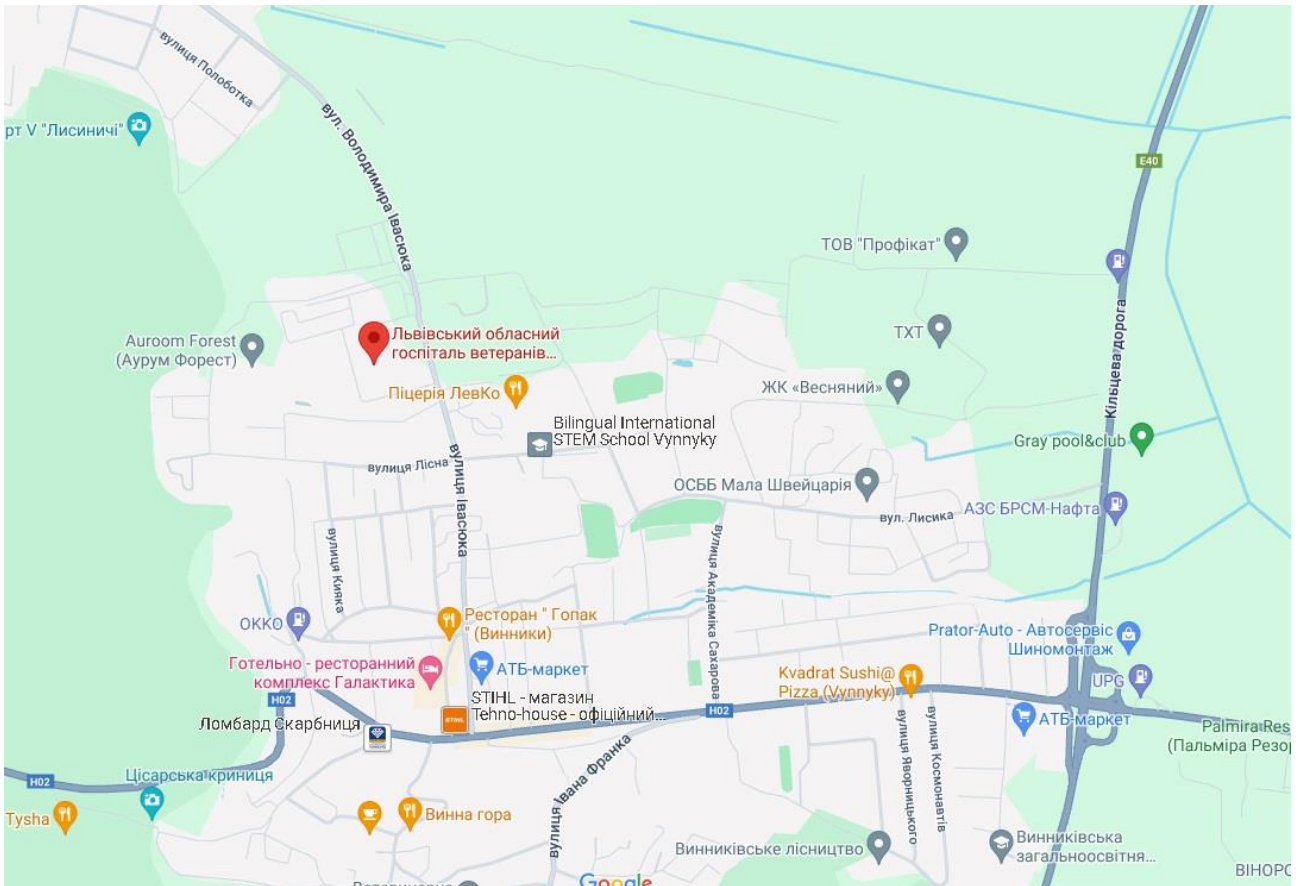 вулиця Полоботка
рт V "Лисиничі"
вул. Володимира Івасюка
E40
ТОВ "Профікат"
Кільцева дорога
Auroom Forest
(Аурум Форест)
Львівський обласний
госпіталь ветеранів...
ТХТ
Піцерія ЛевКо
ЖК «Весняний»
Bilingual International
STEM School Vynnyky
Gray pool&club
вулиця Лісна
вулиця Івасюка
ОСББ Мала Швейцарія
вул. Лисика
АЗС БРСМ-Нафта
вулиця Кияка
вулиця Академіка Сахарова
ОККО
Ресторан " Гопак
" (Винники)
Prator-Auto - Автосервіс
Шиномонтаж
Готельно - ресторанний
комплекс Галактика
АТБ-маркет
Kvadrat Sushi@
Pizza (Vynnyky)
UPG
H02
STIHL - магазин
Tehno-house - офіційний...
STIHL
H02
Ломбард Скарбниця
АТБ-маркет
Palmira Res
(Пальміра Резор
вулиця Яворницького
вулиця Космонавтів
вулиця Івана Франка
H02
Цісарська криниця
Tysha
Винна гора
Винниківське лісництво
Винниківська
загальноосвітня...
ВІНОРО
Google